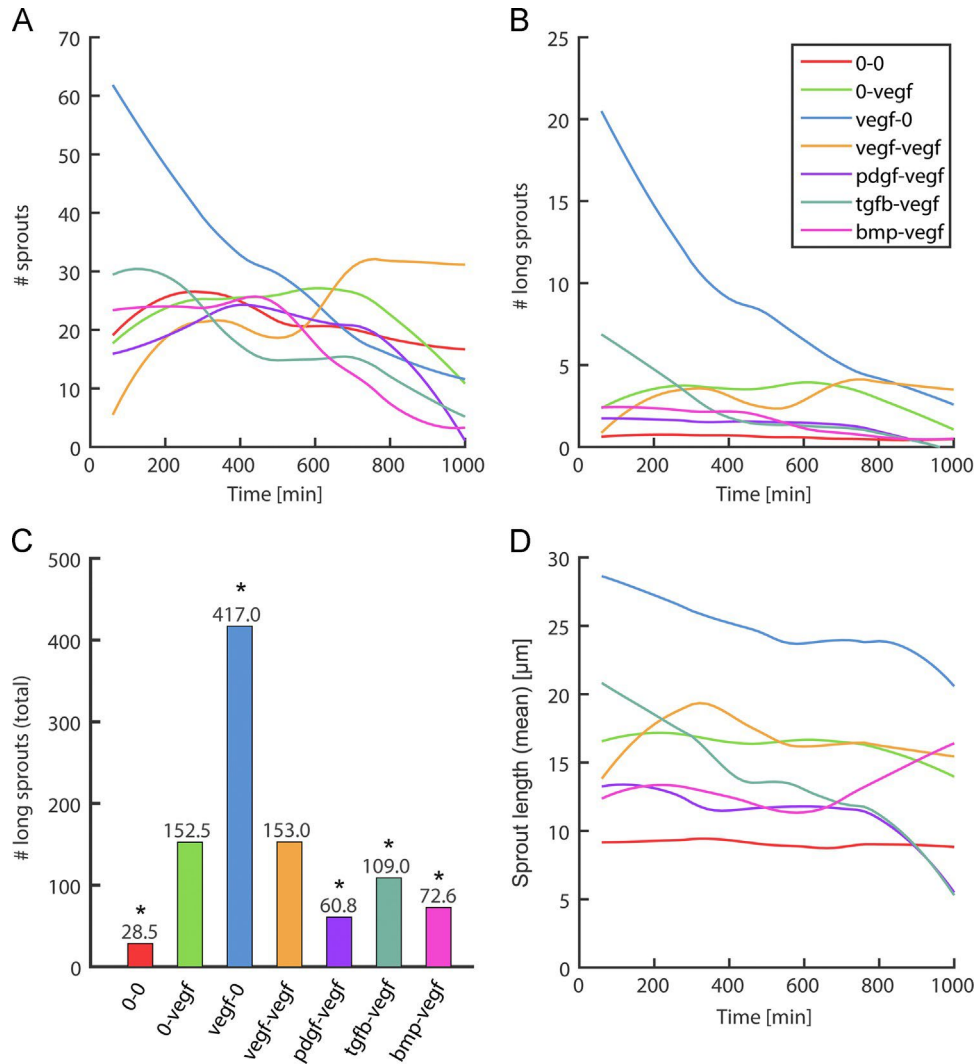 A
70
60
50
40
30
20
10
0
# sprouts
0 200 400 600 800 1000
Time [min]
B
25
20
15
10
5
0
# long sprouts
0-0
0-vegf
vegf-0
vegf-vegf
pdgf-vegf
tgfb-vegf
bmp-vegf
0 200 400 600 800 1000
Time [min]
C
500
400
300
200
100
0
# long sprouts (total)
*
28.5
152.5
*
417.0
153.0
*
60.8
*
109.0
*
72.6
0-0
0-vegf
vegf-0
vegf-vegf
pdgf-vegf
tgfb-vegf
bmp-vegf
D
30
25
20
15
10
5
0
Sprout length (mean) [µm]
0 200 400 600 800 1000
Time [min]